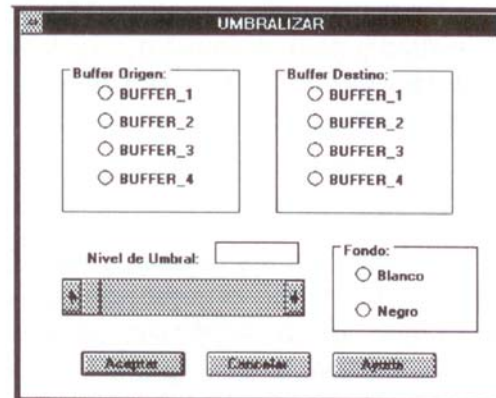 UMBRALIZAR
Buffer Origen:
BUFFER_1
BUFFER_2
BUFFER_3
BUFFER_4
Buffer Destino:
BUFFER_1
BUFFER_2
BUFFER_3
BUFFER_4
Nivel de Umbral:
Fondo:
Blanco
Negro
Aceptar
Cancelar
Ayuda